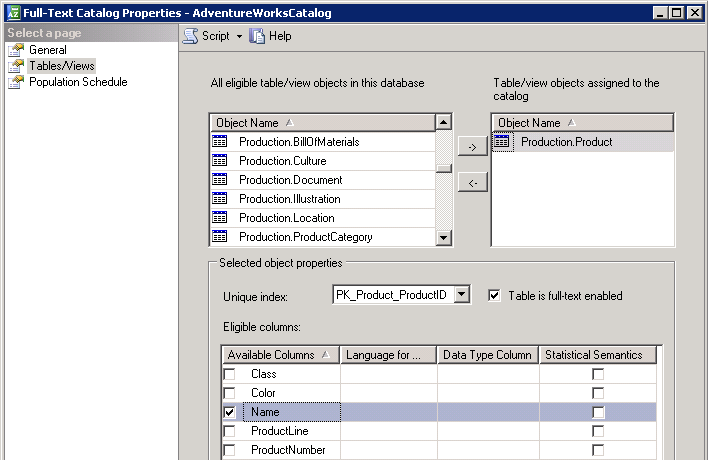 Full-Text Catalog Properties - AdventureWorksCatalog
Select a page
General
Tables/Views
Population Schedule
Script
Help
All eligible table/view objects in this database
Object Name
Production.BillOfMaterials
Production.Culture
Production.Document
Production.Illustration
Production.Location
Production.ProductCategory
->
<-
Table/view objects assigned to the
catalog
Object Name
Production.Product
Selected object properties
Unique index:
PK_Product_ProductID
Table is full-text enabled
Eligible columns:
Available Columns Language for ... Data Type Column Statistical Semantics
Class
Color
Name
ProductLine
ProductNumber